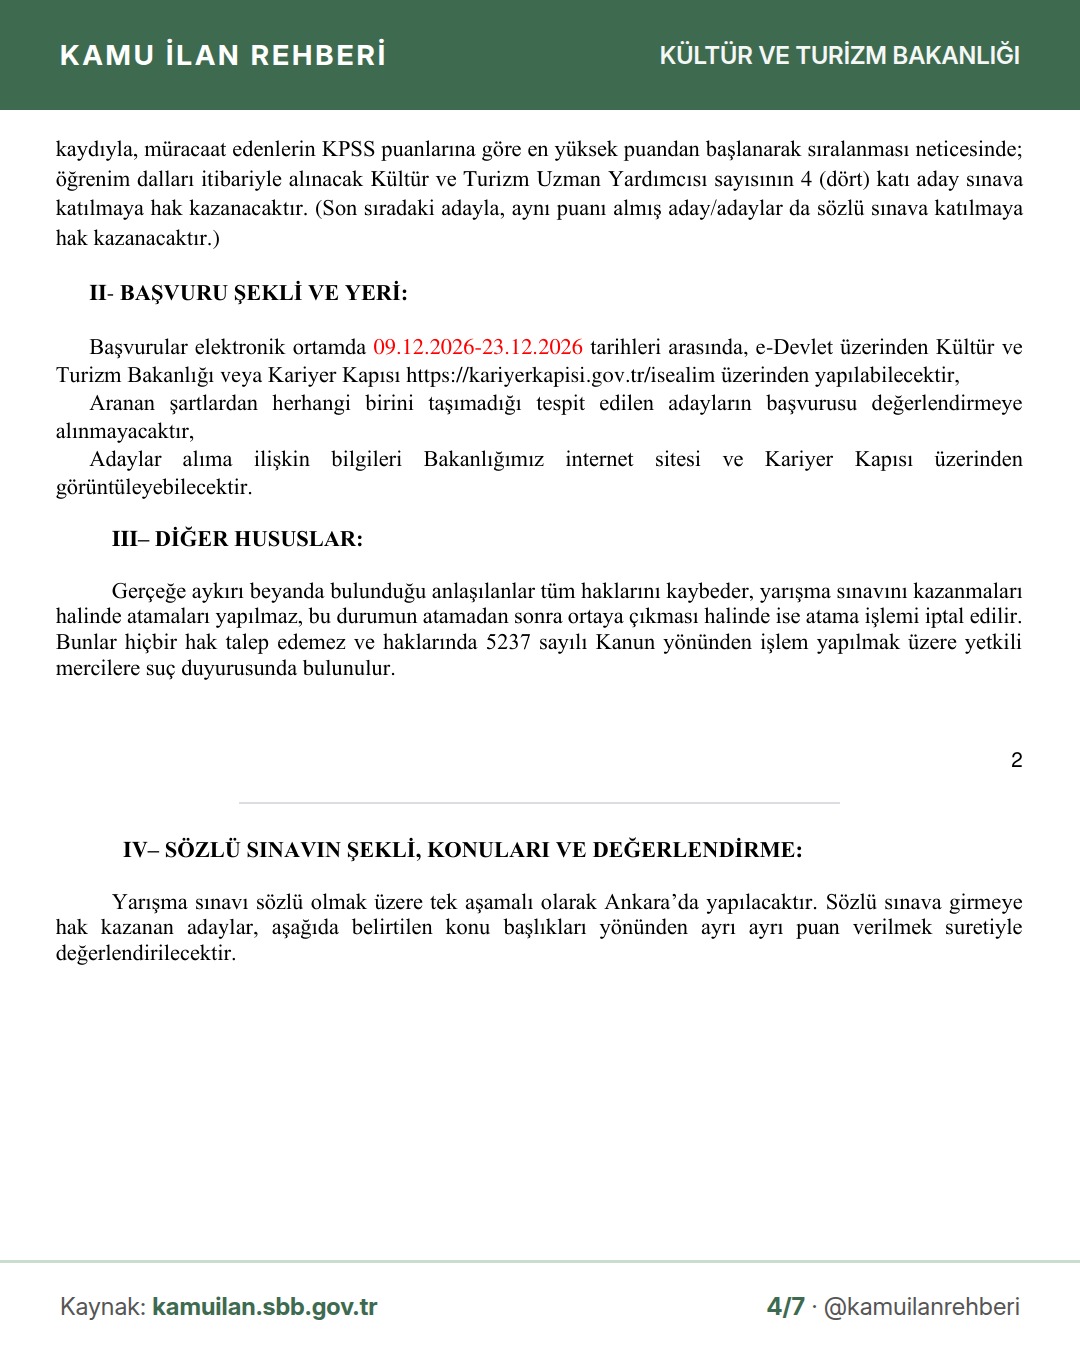 KAMU İLAN REHBERİ
KÜLTÜR VE TURİZM BAKANLIĞI
kaydıyla, müracaat edenlerin KPSS puanlarına göre en yüksek puandan başlanarak sıralanması neticesinde;
öğrenim dalları itibariyle alınacak Kültür ve Turizm Uzman Yardımcısı sayısının 4 (dört) katı aday sınava
katılmaya hak kazanacaktır. (Son sıradaki adayla, aynı puanı almış aday/adaylar da sözlü sınava katılmaya
hak kazanacaktır.)
II- BAŞVURU ŞEKLİ VE YERİ:
Başvurular elektronik ortamda 09.12.2026-23.12.2026 tarihleri arasında, e-Devlet üzerinden Kültür ve
Turizm Bakanlığı veya Kariyer Kapısı https://kariyerkapisi.gov.tr/isealim üzerinden yapılabilecektir,
Aranan şartlardan herhangi birini taşımadığı tespit edilen adayların başvurusu değerlendirmeye
alınmayacaktır,
Adaylar alıma ilişkin bilgileri Bakanlığımız internet sitesi ve Kariyer Kapısı üzerinden
görüntüleyebilecektir.
III– DİĞER HUSUSLAR:
Gerçeğe aykırı beyanda bulunduğu anlaşılanlar tüm haklarını kaybeder, yarışma sınavını kazanmaları
halinde atamaları yapılmaz, bu durumun atamadan sonra ortaya çıkması halinde ise atama işlemi iptal edilir.
Bunlar hiçbir hak talep edemez ve haklarında 5237 sayılı Kanun yönünden işlem yapılmak üzere yetkili
mercilere suç duyurusunda bulunulur.
2
IV– SÖZLÜ SINAVIN ŞEKLİ, KONULARI VE DEĞERLENDİRME:
Yarışma sınavı sözlü olmak üzere tek aşamalı olarak Ankara’da yapılacaktır. Sözlü sınava girmeye
hak kazanan adaylar, aşağıda belirtilen konu başlıkları yönünden ayrı ayrı puan verilmek suretiyle
değerlendirilecektir.
Kaynak: kamuilan.sbb.gov.tr
4/7 · @kamuilanrehberi